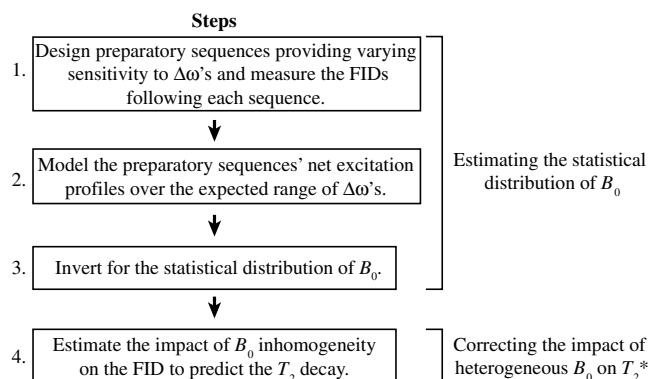 Steps
1. Design preparatory sequences providing varying
sensitivity to Δω's and measure the FIDs
following each sequence.
2. Model the preparatory sequences' net excitation
profiles over the expected range of Δω's.
3. Invert for the statistical distribution of B₀.
Estimating the statistical
distribution of B₀
4. Estimate the impact of B₀ inhomogeneity
on the FID to predict the T₂ decay.
Correcting the impact of
heterogeneous B₀ on T₂*